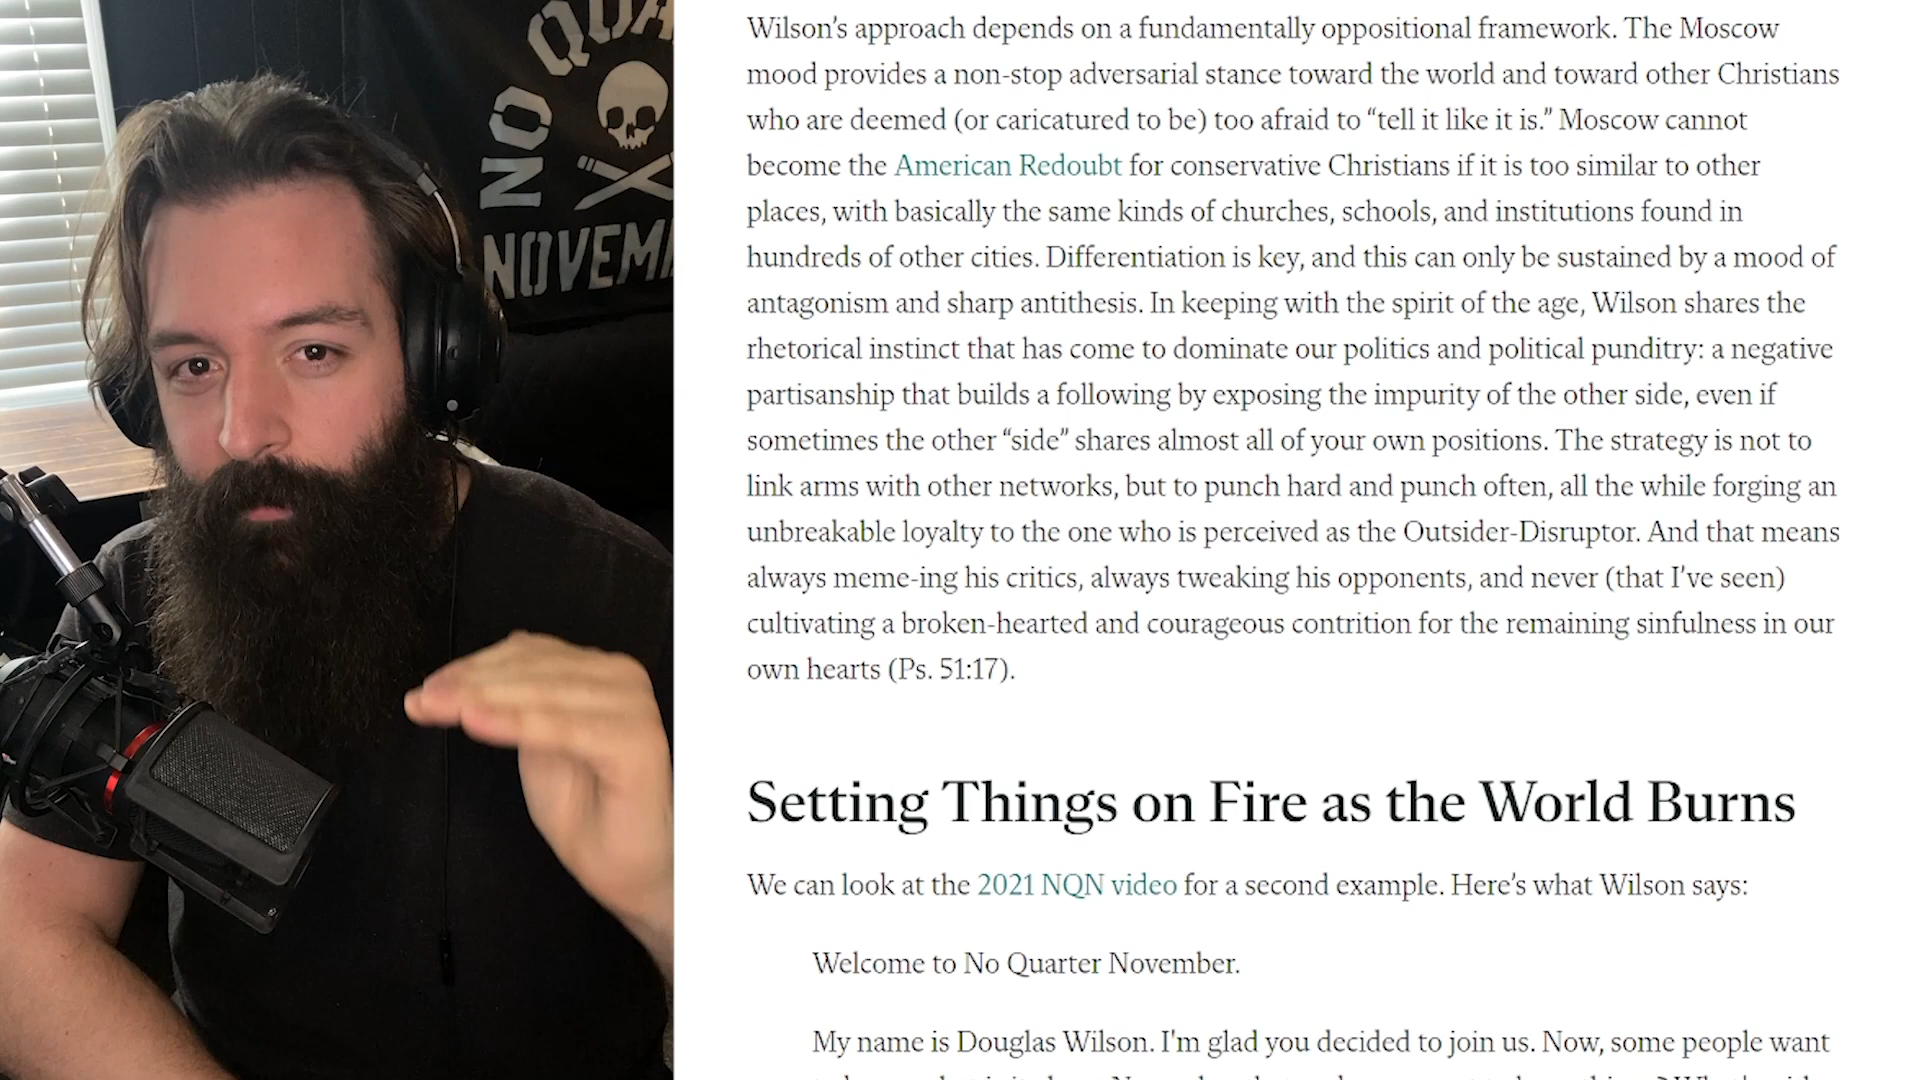 NO QUA
NO
NOVEM
Wilson’s approach depends on a fundamentally oppositional framework. The Moscow
mood provides a non-stop adversarial stance toward the world and toward other Christians
who are deemed (or caricatured to be) too afraid to “tell it like it is.” Moscow cannot
become the American Redoubt for conservative Christians if it is too similar to other
places, with basically the same kinds of churches, schools, and institutions found in
hundreds of other cities. Differentiation is key, and this can only be sustained by a mood of
antagonism and sharp antithesis. In keeping with the spirit of the age, Wilson shares the
rhetorical instinct that has come to dominate our politics and political punditry: a negative
partisanship that builds a following by exposing the impurity of the other side, even if
sometimes the other “side” shares almost all of your own positions. The strategy is not to
link arms with other networks, but to punch hard and punch often, all the while forging an
unbreakable loyalty to the one who is perceived as the Outsider-Disruptor. And that means
always meme-ing his critics, always tweaking his opponents, and never (that I’ve seen)
cultivating a broken-hearted and courageous contrition for the remaining sinfulness in our
own hearts (Ps. 51:17).
Setting Things on Fire as the World Burns
We can look at the 2021 NQN video for a second example. Here’s what Wilson says:
Welcome to No Quarter November.
My name is Douglas Wilson. I'm glad you decided to join us. Now, some people want